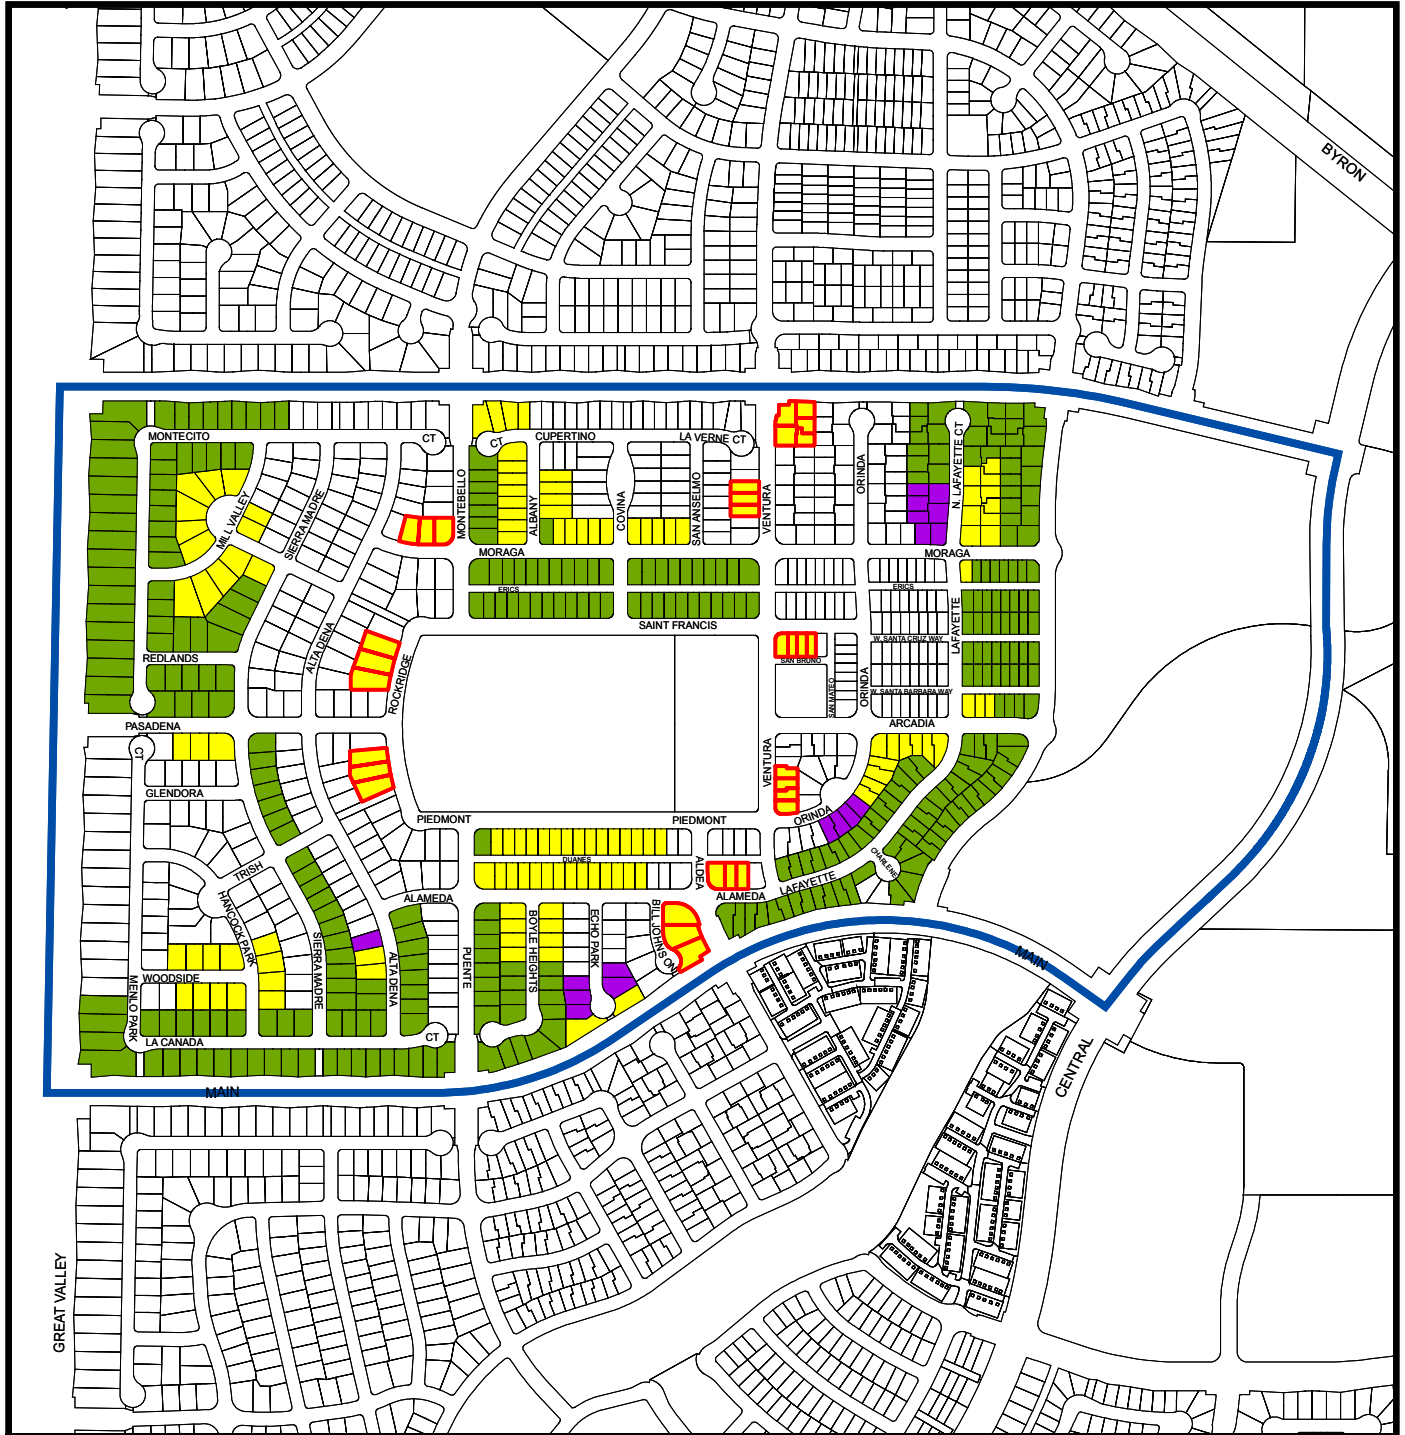 BYRON
MONTECITO
CT
CT
CUPERTINO
LA VERNE CT
MILL VALLEY
SIERRA MADRE
MONTEBELLO
ALBANY
COVINA
SAN ANSELMO
VENTURA
ORINDA
N. LAFAYETTE CT
MORAGA
MORAGA
ERICS
ERICS
SAINT FRANCIS
LAFAYETTE
W. SANTA CRUZ WAY
ALTADENA
REDLANDS
ROCKRIDGE
SAN BRUNO
SAN MATEO
ORINDA
W. SANTA BARBARA WAY
ARCADIA
PASADENA
CT
GLENDORA
VENTURA
ORINDA
PIEDMONT
PIEDMONT
DUANES
ALDEA
CHARLENE
TRISH
LAFAYETTE
ALAMEDA
ALAMEDA
HANCOCK PARK
SIERRA MADRE
ALTADENA
PUENTE
BOYLE HEIGHTS
ECHO PARK
BILL JOHNSON
MAIN
WOODSIDE
MENLO PARK
LA CANADA
CT
MAIN
CENTRAL
GREAT VALLEY